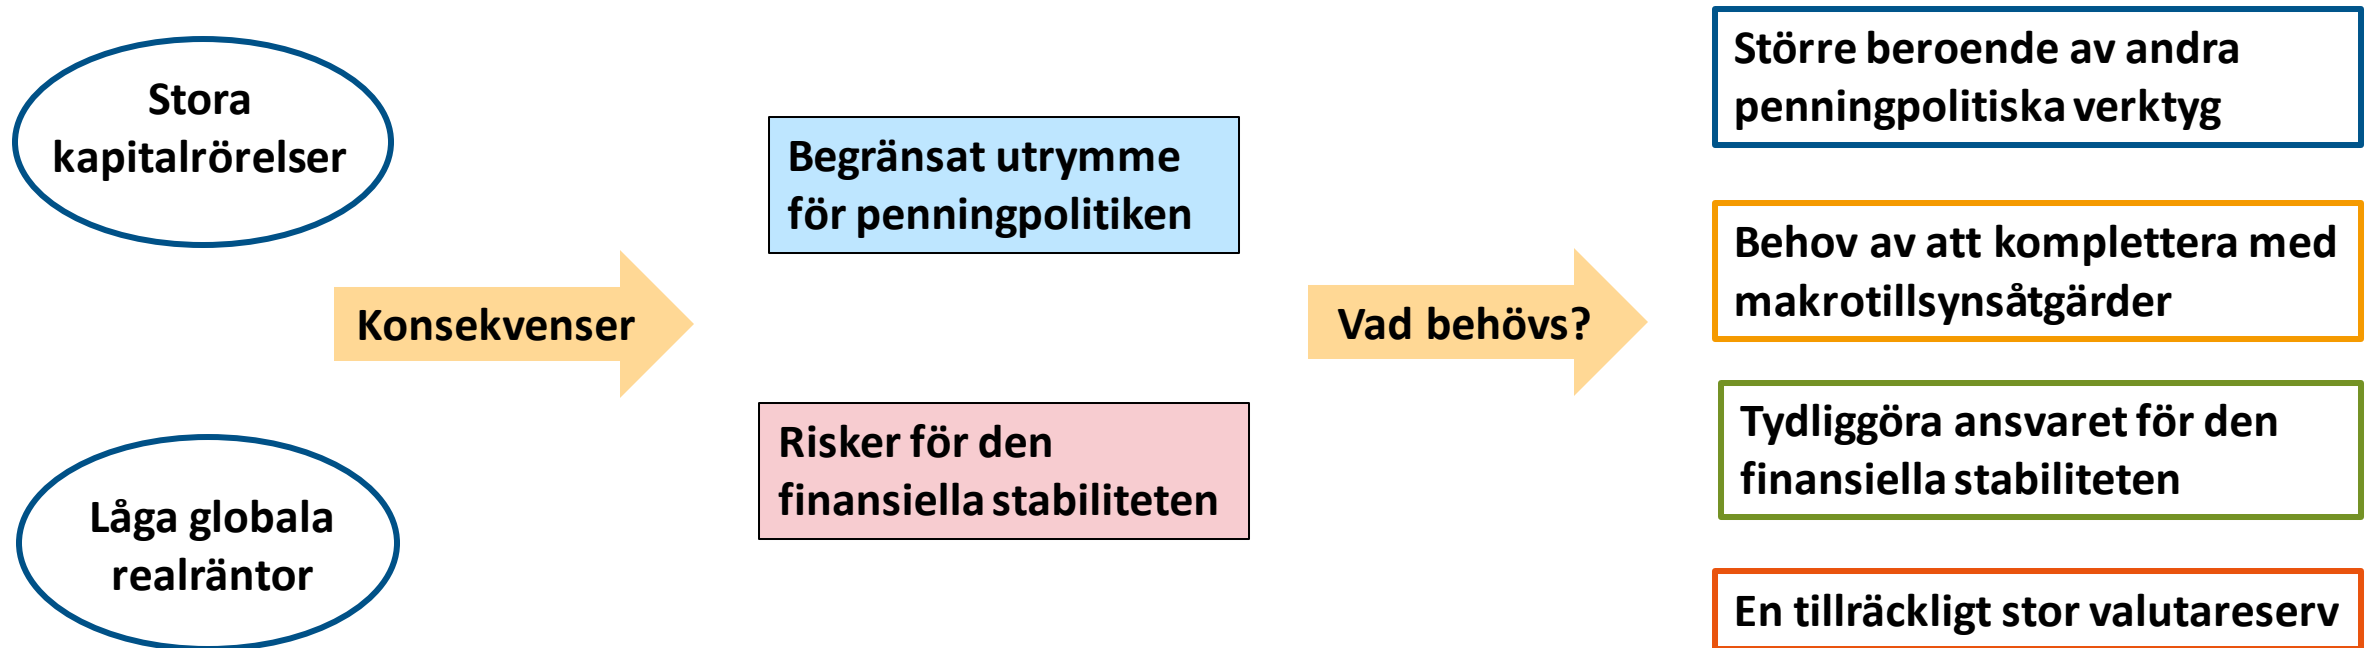 Stora
kapitalrörelser
Låga globala
realräntor
Konsekvenser
Begränsat utrymme
för penningpolitiken
Risker för den
finansiella stabiliteten
Vad behövs?
Större beroende av andra
penningpolitiska verktyg
Behov av att komplettera med
makrotillsynsåtgärder
Tydliggöra ansvaret för den
finansiella stabiliteten
En tillräckligt stor valutareserv